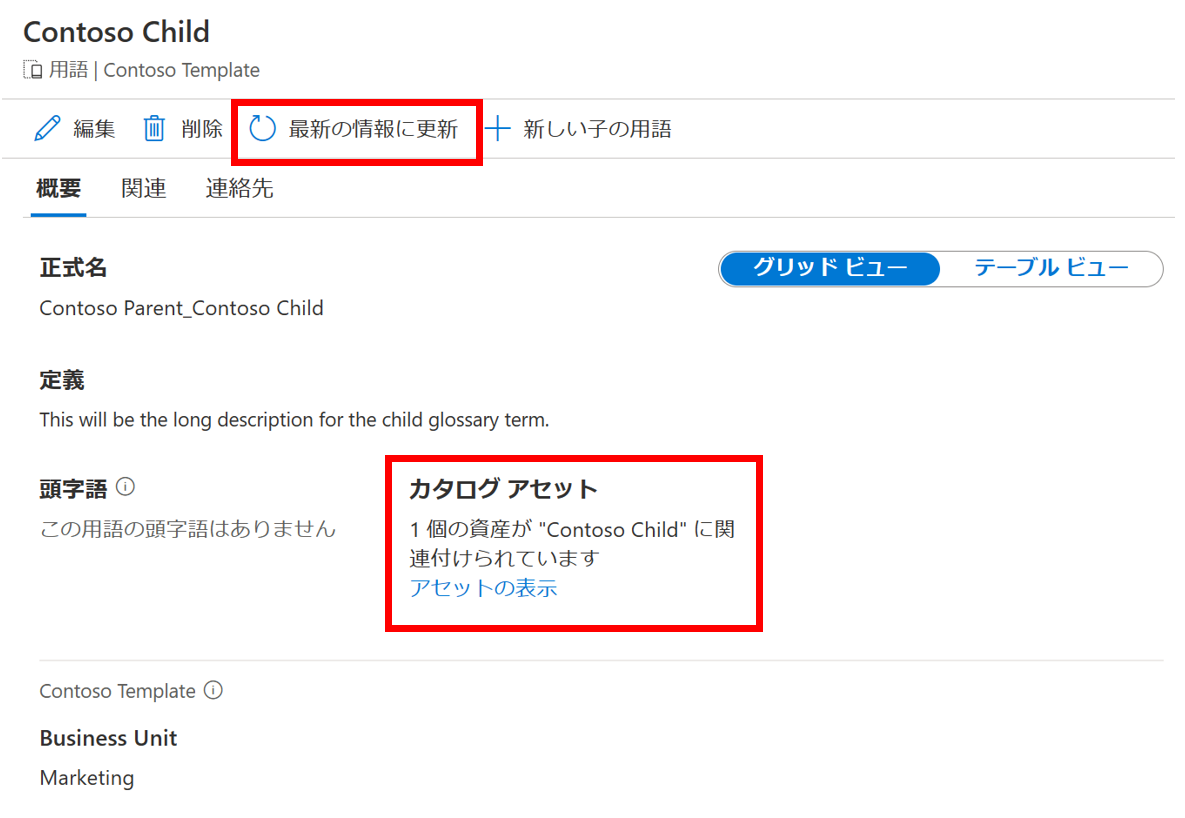 Contoso Child
用語 | Contoso Template
編集 削除 最新の情報に更新 新しい子の用語
概要 関連 連絡先
正式名
グリッド ビュー テーブル ビュー
Contoso Parent_Contoso Child
定義
This will be the long description for the child glossary term.
頭字語
この用語の頭字語はありません
カタログ アセット
1 個の資産が "Contoso Child" に関
連付けられています
アセットの表示
Contoso Template
Business Unit
Marketing